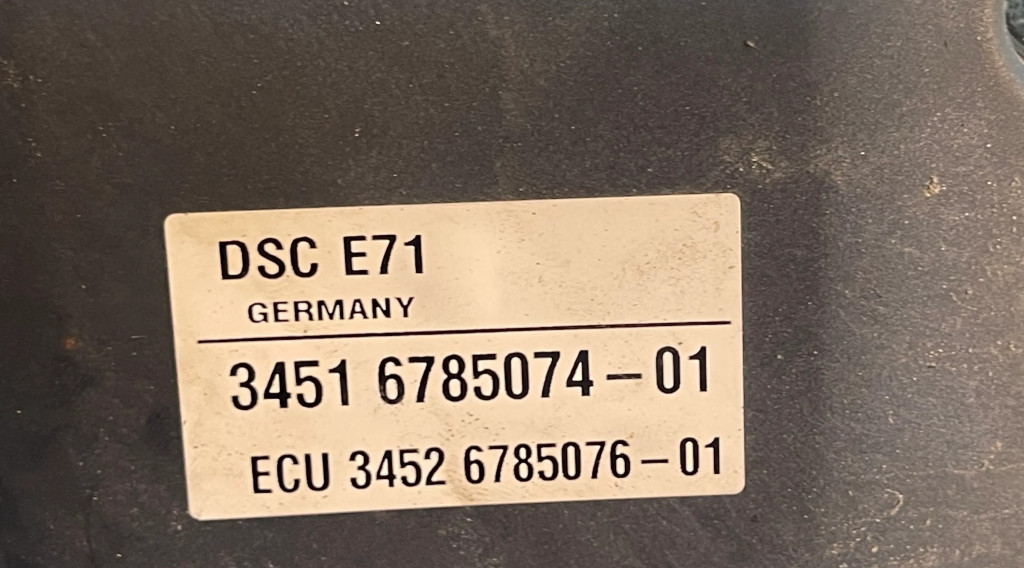 DSC E71
GERMANY
3451 6785074-01
ECU 3452 6785076-01